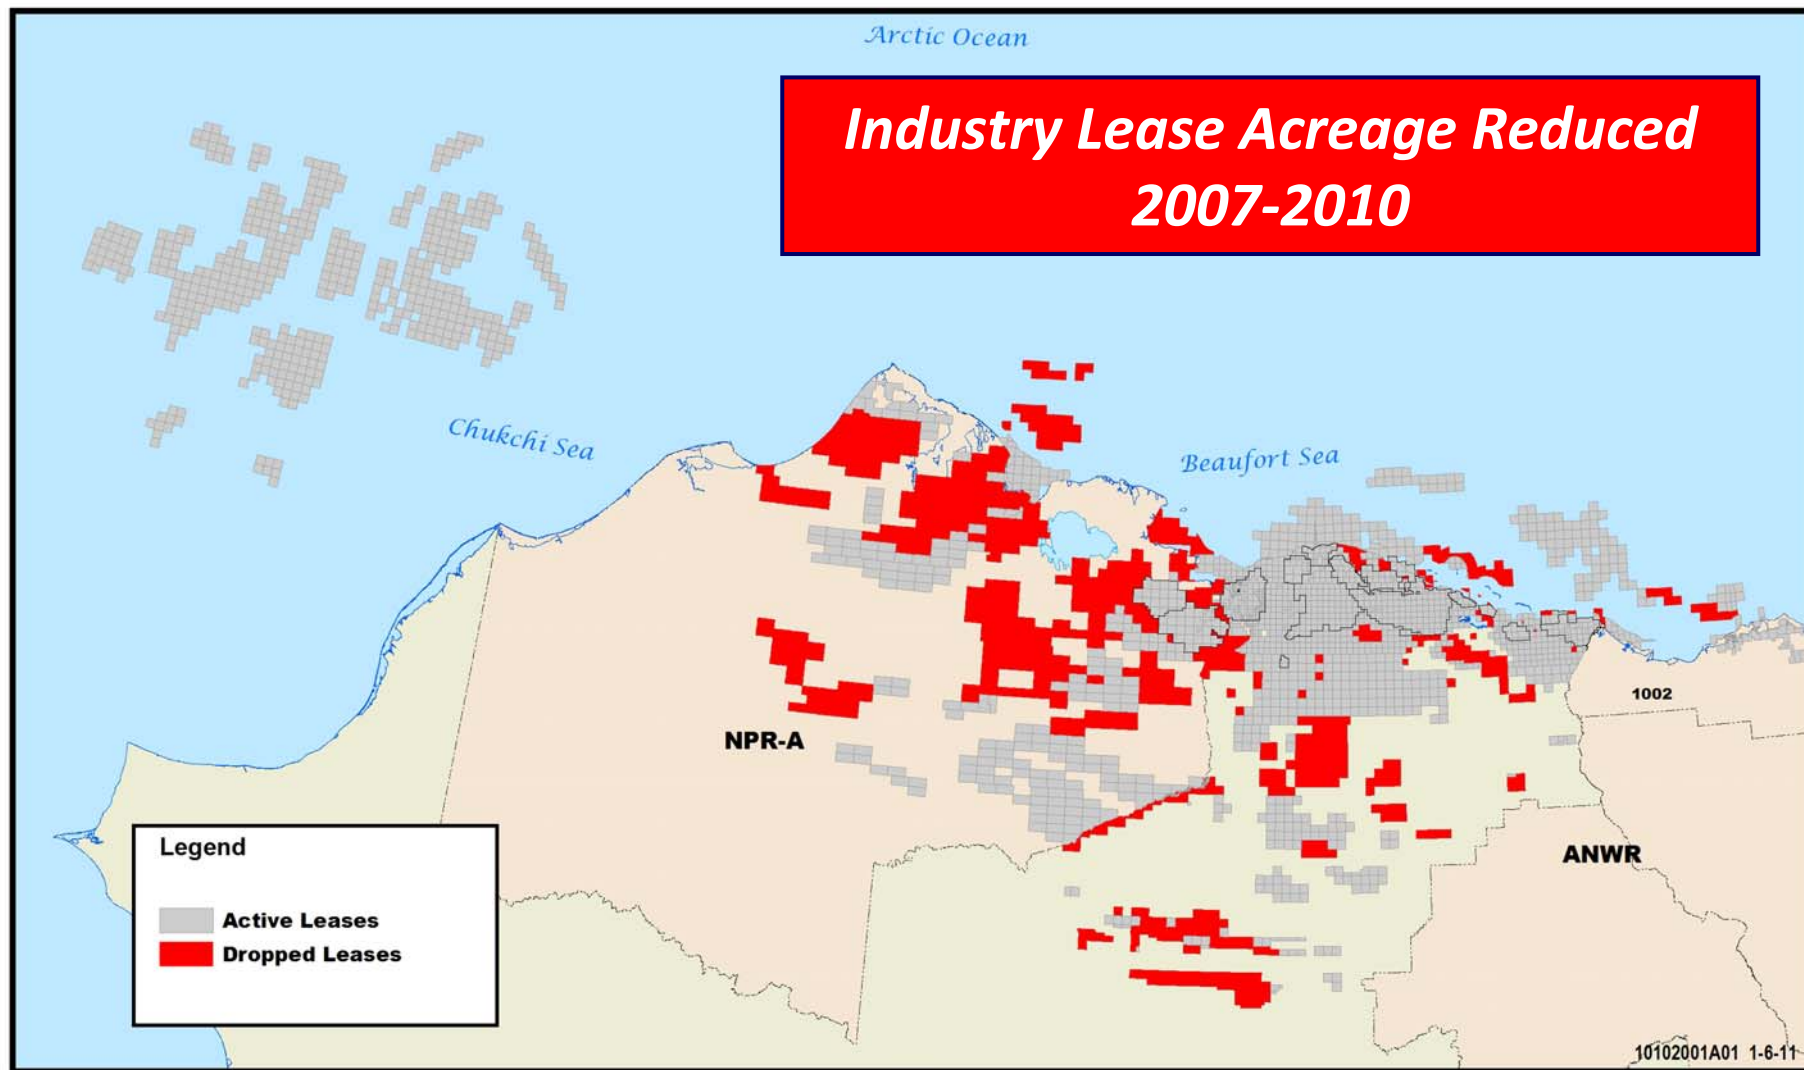 Arctic Ocean
Industry Lease Acreage Reduced
2007-2010
Chukchi Sea
Beaufort Sea
1002
NPR-A
ANWR
Legend
Active Leases
Dropped Leases
10102001A01 1-6-11